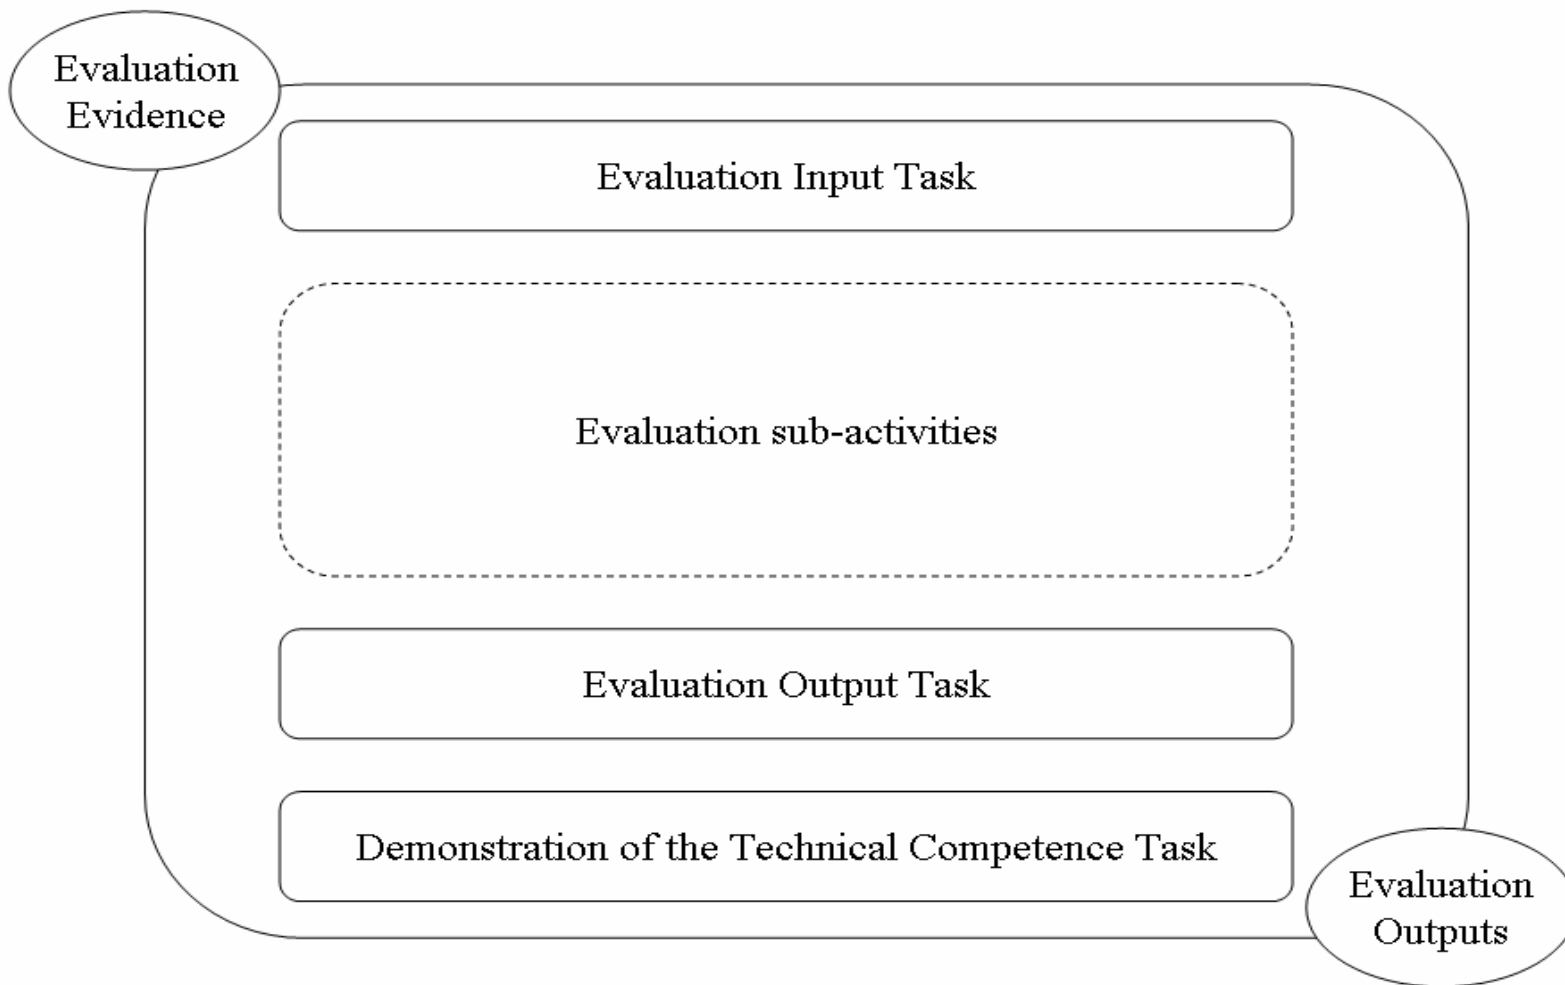 Evaluation
Evidence
Evaluation Input Task
Evaluation sub-activities
Evaluation Output Task
Demonstration of the Technical Competence Task
Evaluation
Outputs